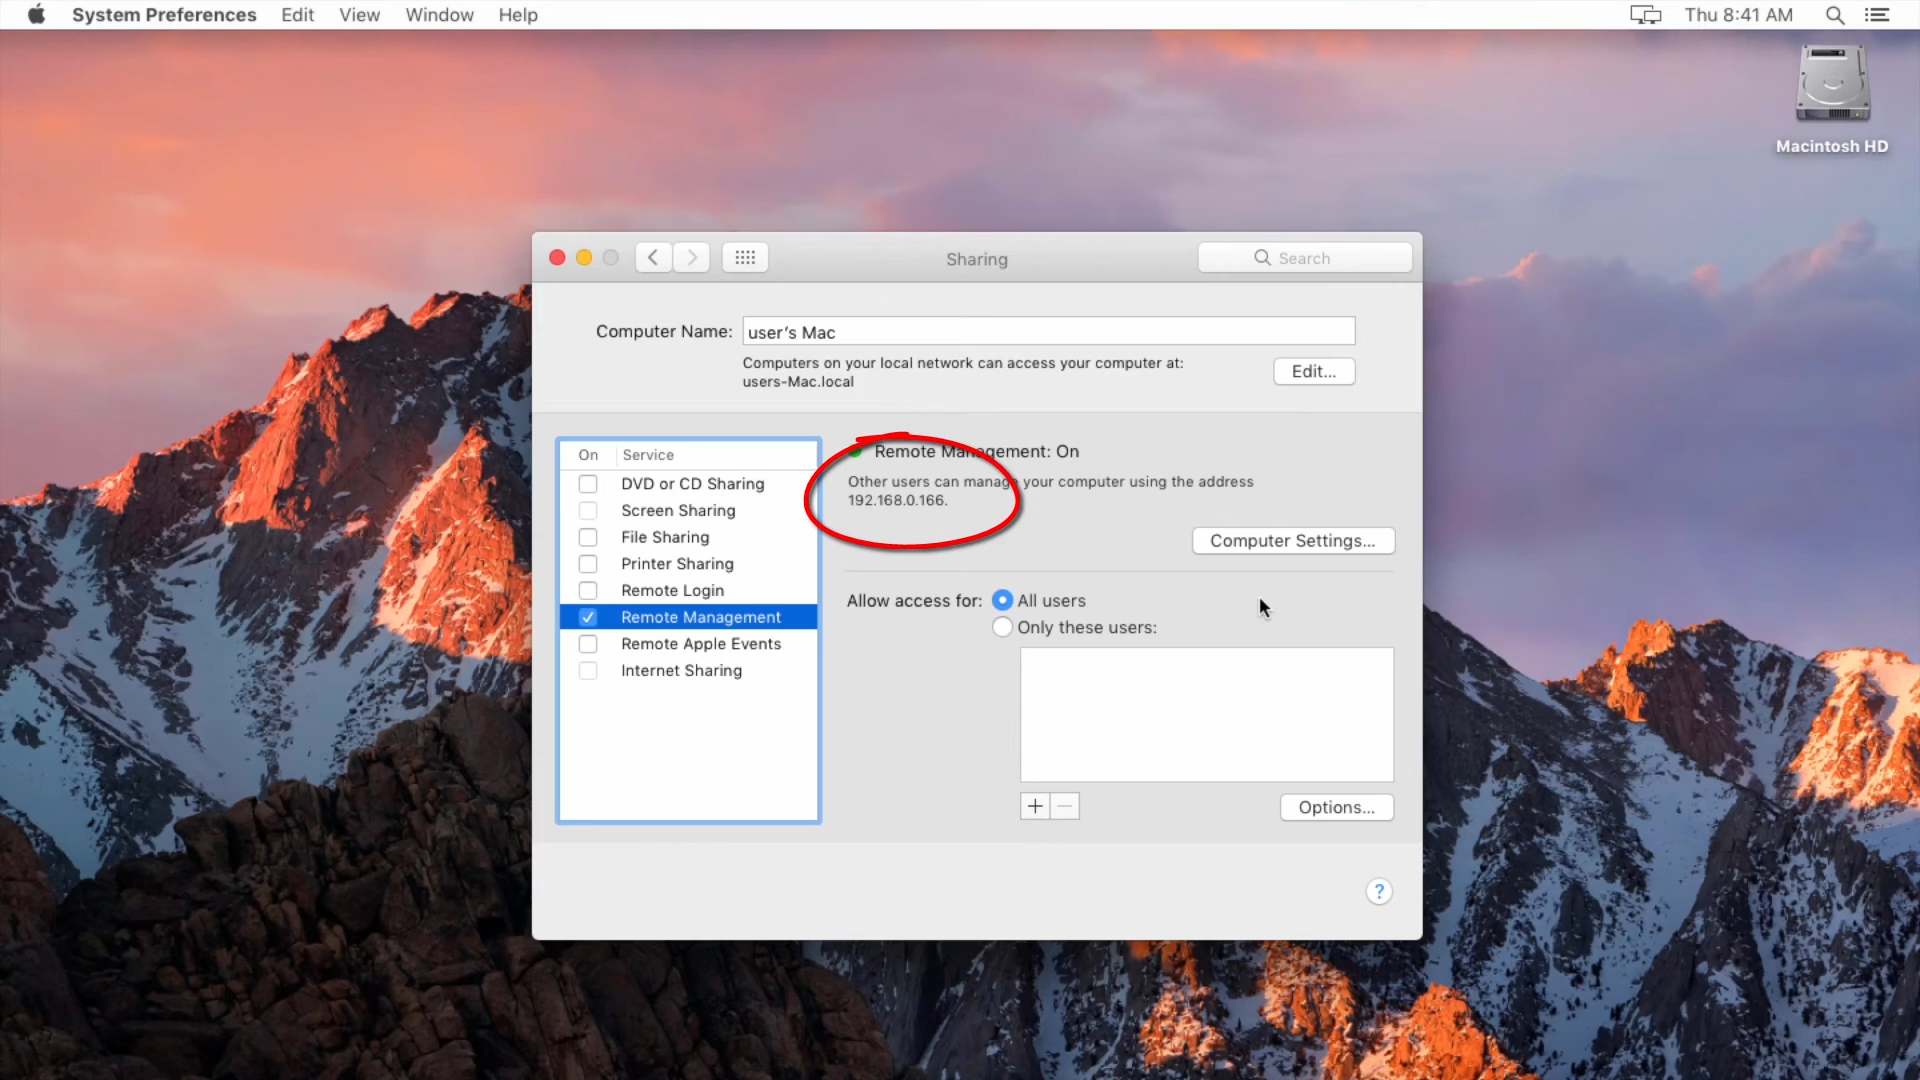 System Preferences Edit View Window Help Thu 8:41 AM
Macintosh HD
Sharing
Search
Computer Name: user’s Mac
Computers on your local network can access your computer at:
users-Mac.local
Edit...
On Service
DVD or CD Sharing
Screen Sharing
File Sharing
Printer Sharing
Remote Login
Remote Management
Remote Apple Events
Internet Sharing
Remote Management: On
Other users can manage your computer using the address
192.168.0.166.
Computer Settings...
Allow access for: All users
Only these users:
Options...
?